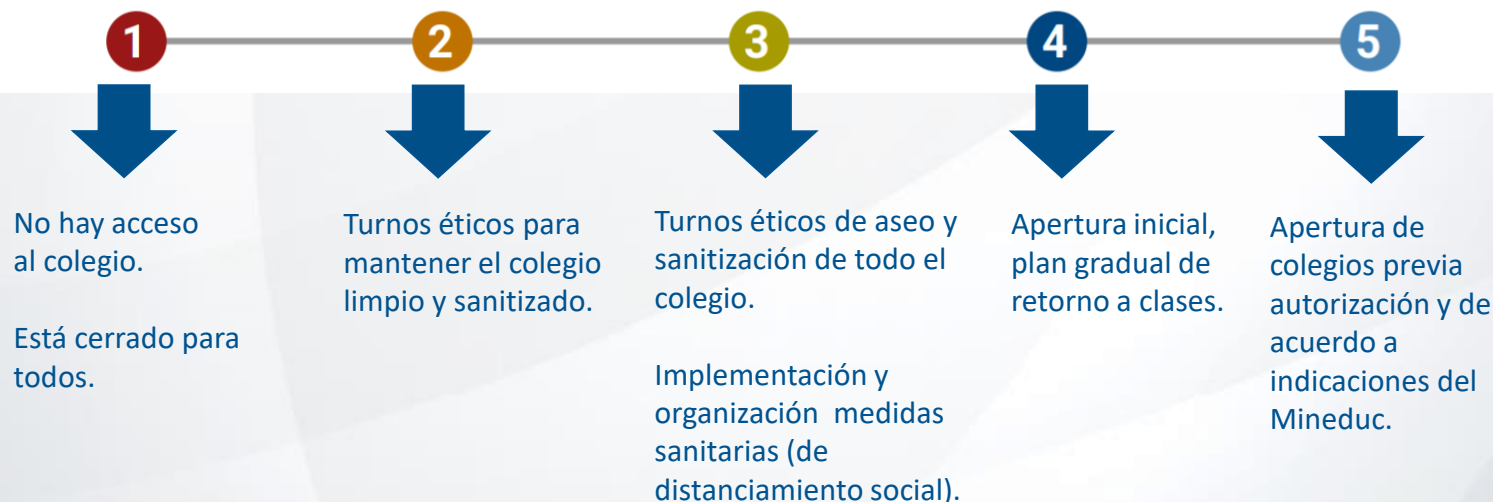 1
2
3
4
5
No hay acceso
al colegio.
Está cerrado para
todos.
Turnos éticos para
mantener el colegio
limpio y sanitizado.
Turnos éticos de aseo y
sanitización de todo el
colegio.
Implementación y
organización  medidas
sanitarias (de
distanciamiento social).
Apertura inicial,
plan gradual de
retorno a clases.
Apertura de
colegios previa
autorización y de
acuerdo a
indicaciones del
Mineduc.